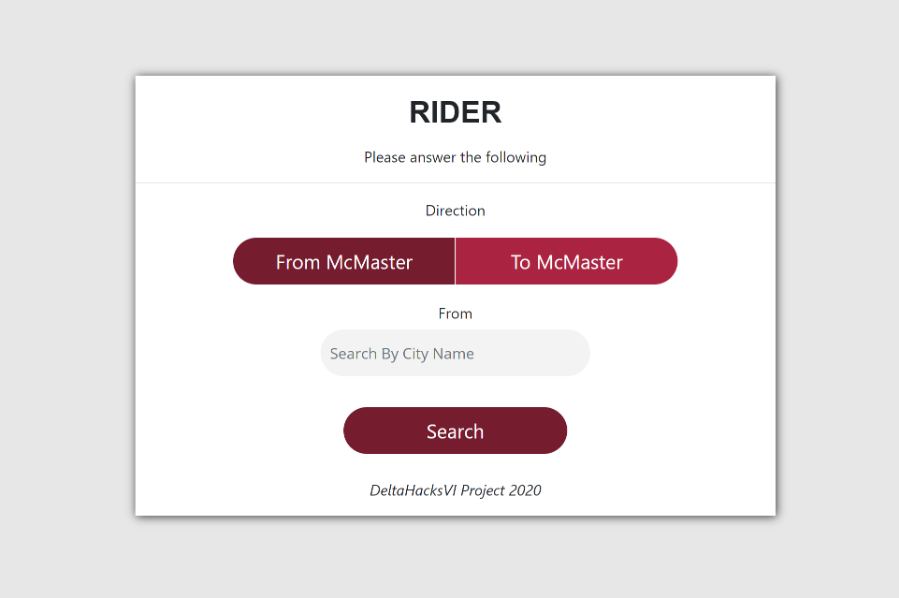 RIDER
Please answer the following
Direction
From McMaster
To McMaster
From
Search By City Name
Search
DeltaHacksVI Project 2020